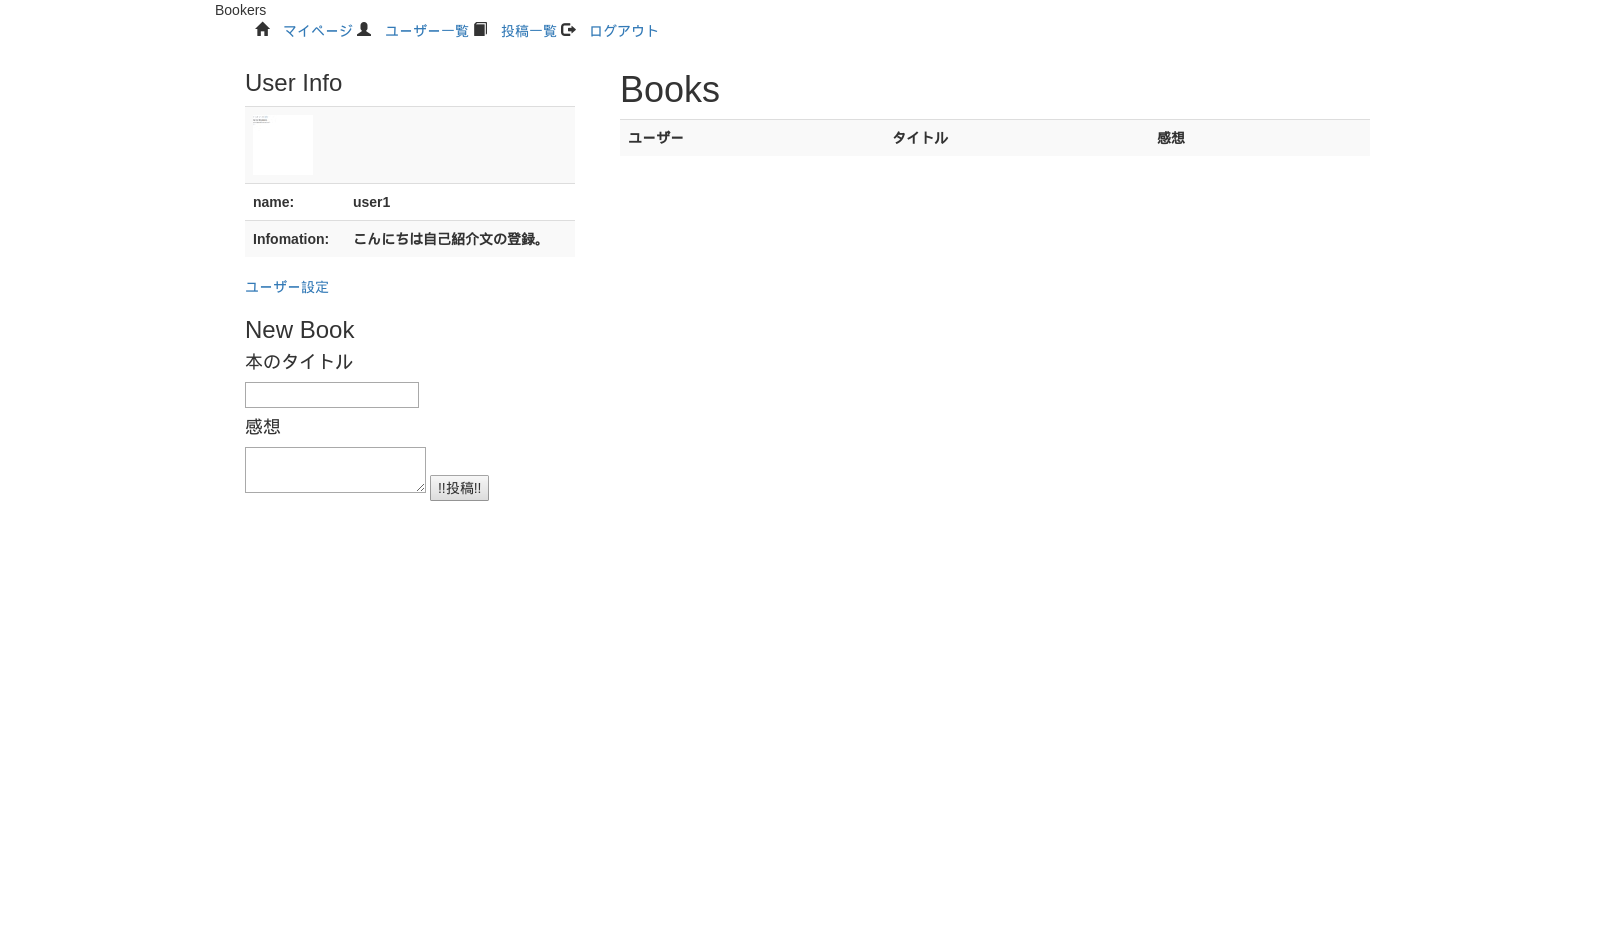 Bookers
マイページ ユーザー一覧 投稿一覧 ログアウト
User Info
name: user1
Infomation: こんにちは自己紹介文の登録。
ユーザー設定
New Book
本のタイトル
感想
!!投稿!!
Books
ユーザー タイトル 感想